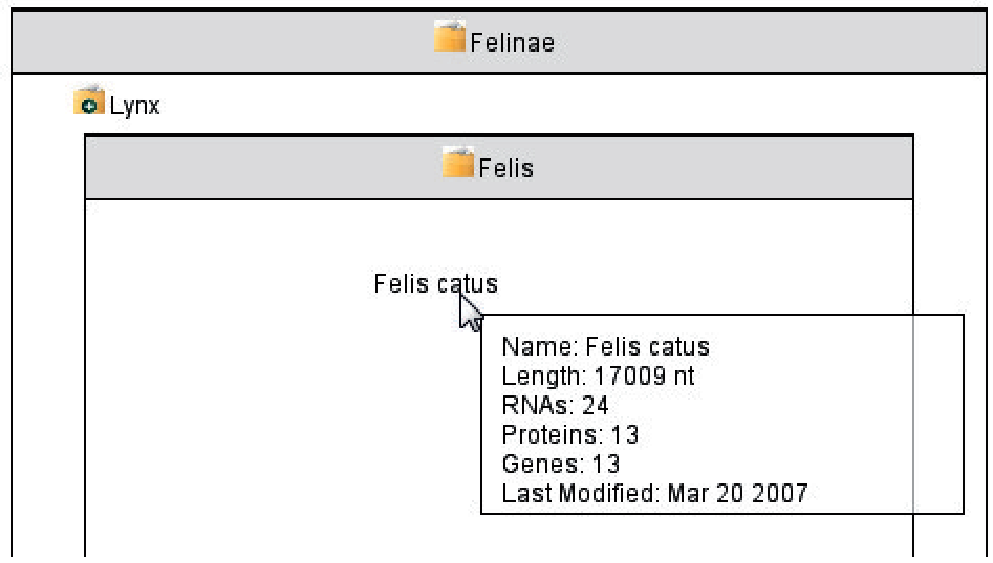 Felinae
Lynx
Felis
Felis catus
Name: Felis catus
Length: 17009 nt
RNAs: 24
Proteins: 13
Genes: 13
Last Modified: Mar 20 2007